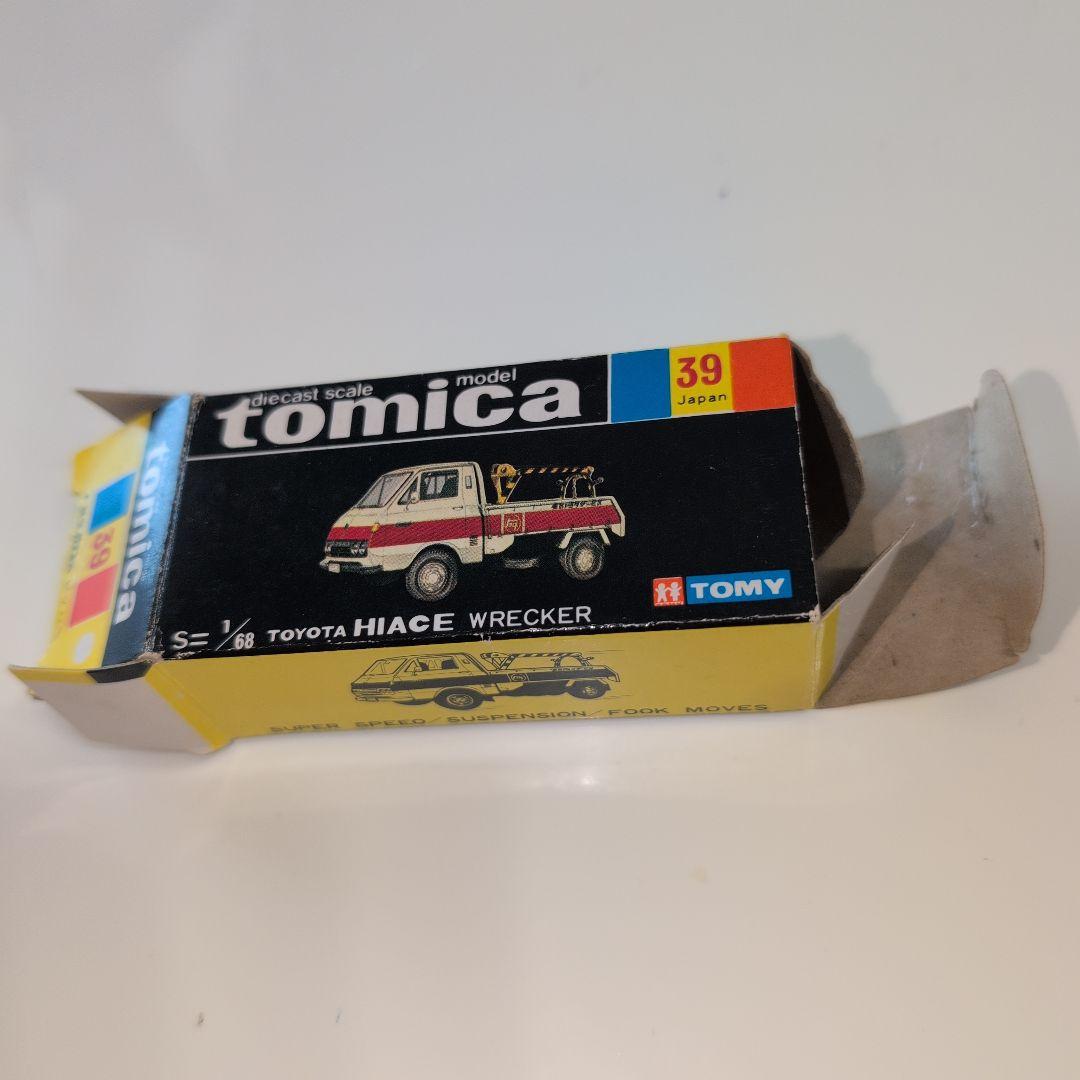 diecast scale model
tomica
39
Japan
TOMY
S= 1/68 TOYOTA HIACE WRECKER
SUPER SPEED/SUSPENSION/FOOK MOVES
tomica
39